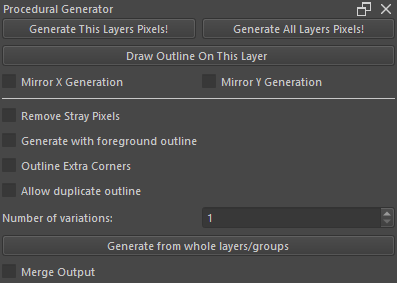 Procedural Generator
Generate This Layers Pixels! Generate All Layers Pixels!
Draw Outline On This Layer
Mirror X Generation Mirror Y Generation
Remove Stray Pixels
Generate with foreground outline
Outline Extra Corners
Allow duplicate outline
Number of variations: 1
Generate from whole layers/groups
Merge Output